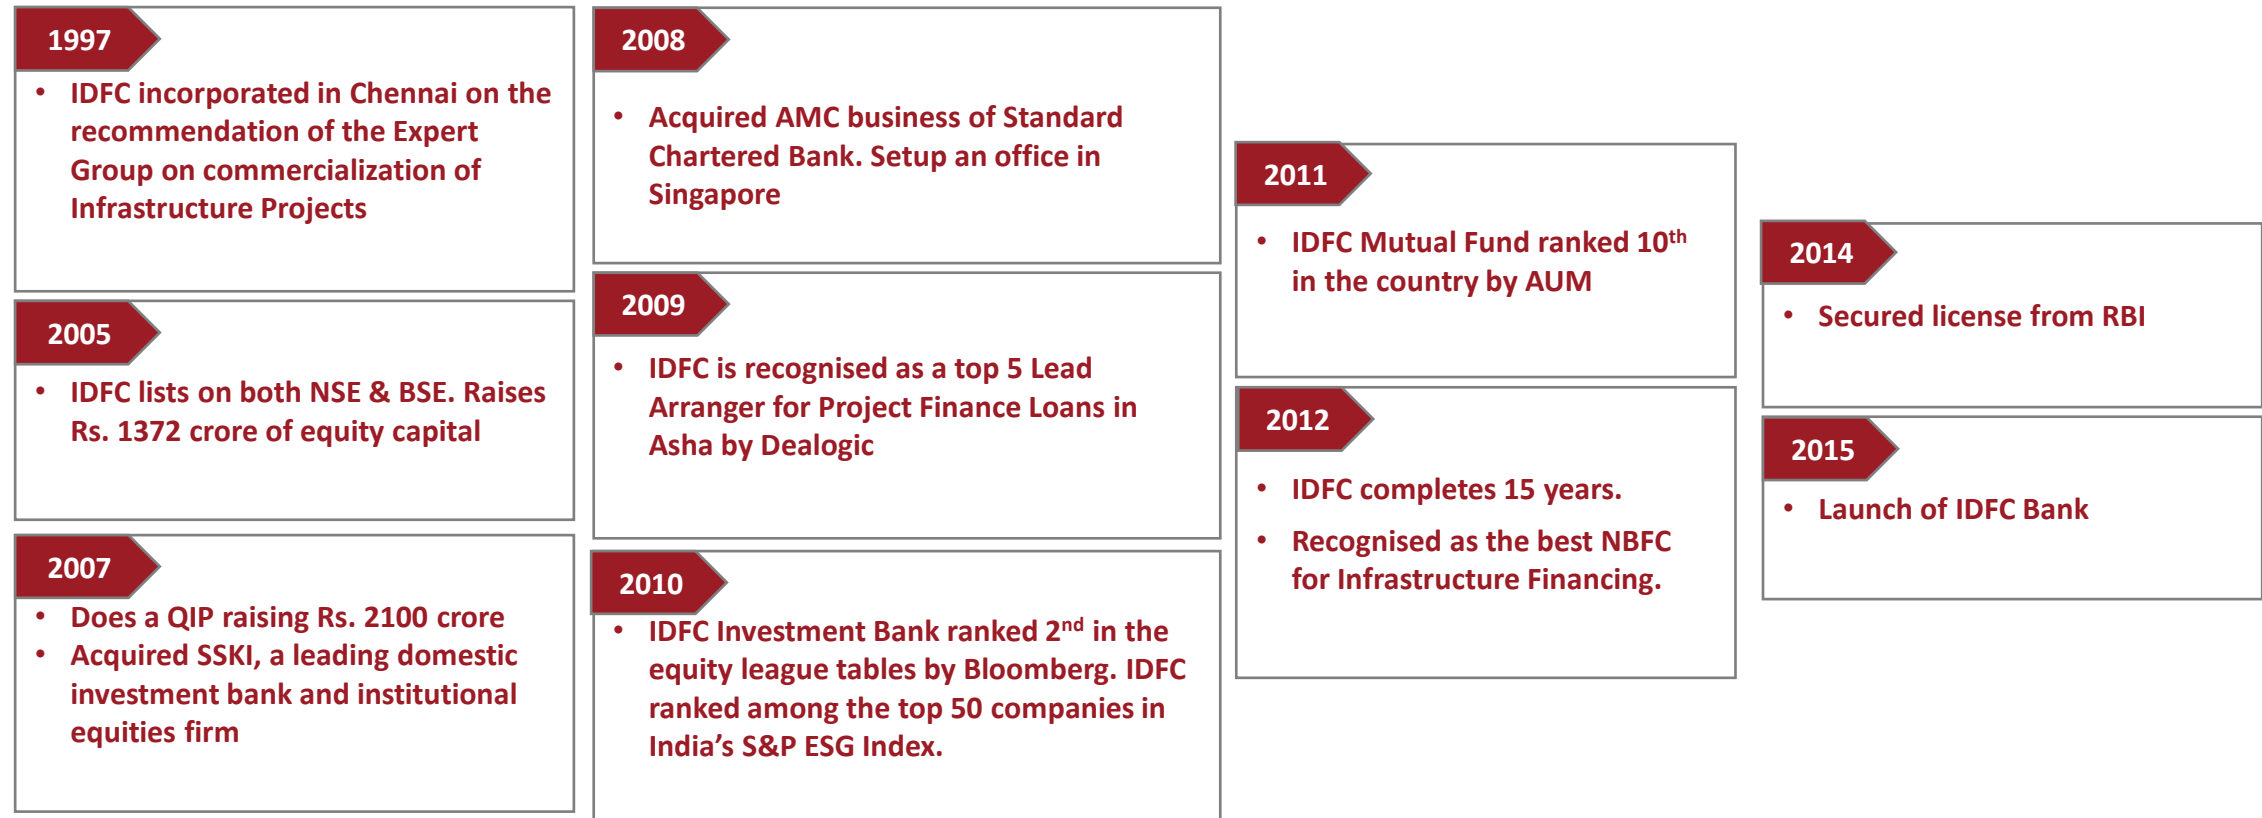 1997
• IDFC incorporated in Chennai on the
recommendation of the Expert
Group on commercialization of
Infrastructure Projects
2005
• IDFC lists on both NSE & BSE. Raises
Rs. 1372 crore of equity capital
2007
• Does a QIP raising Rs. 2100 crore
• Acquired SSKI, a leading domestic
investment bank and institutional
equities firm
2008
• Acquired AMC business of Standard
Chartered Bank. Setup an office in
Singapore
2009
• IDFC is recognised as a top 5 Lead
Arranger for Project Finance Loans in
Asha by Dealogic
2010
• IDFC Investment Bank ranked 2nd in the
equity league tables by Bloomberg. IDFC
ranked among the top 50 companies in
India’s S&P ESG Index.
2011
• IDFC Mutual Fund ranked 10th
in the country by AUM
2012
• IDFC completes 15 years.
• Recognised as the best NBFC
for Infrastructure Financing.
2014
• Secured license from RBI
2015
• Launch of IDFC Bank